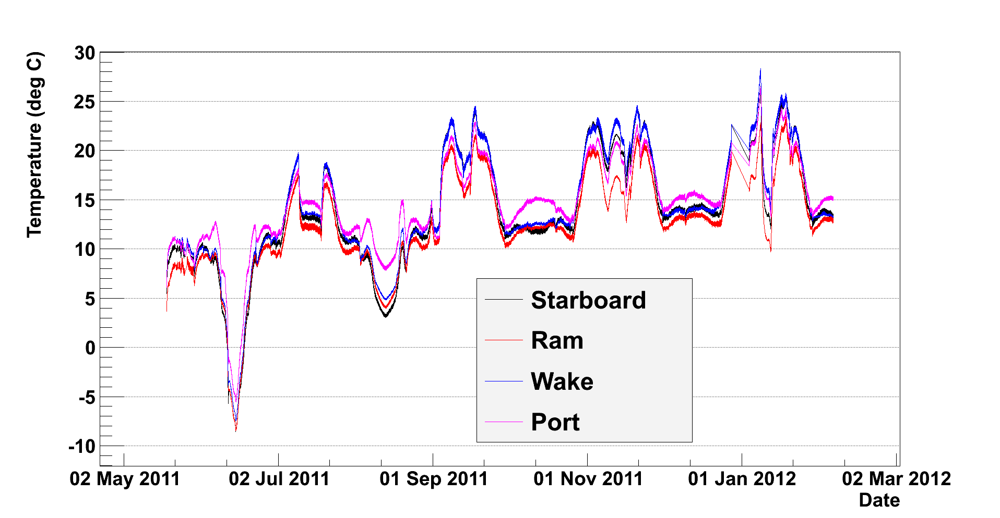 Temperature (deg C)
30
25
20
15
10
5
0
-5
-10
Starboard
Ram
Wake
Port
02 May 2011 02 Jul 2011 01 Sep 2011 01 Nov 2011 01 Jan 2012 02 Mar 2012
Date